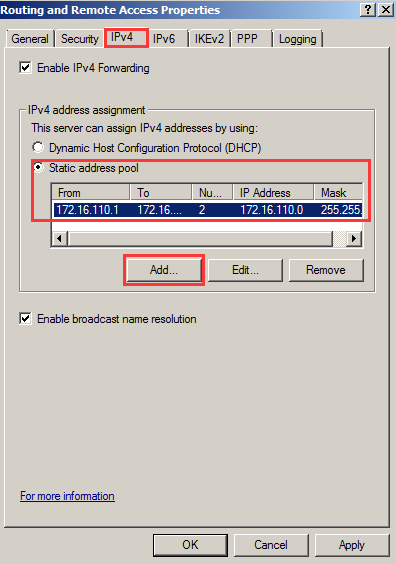 Routing and Remote Access Properties ? X
General Security IPv4 IPv6 IKEv2 PPP Logging
Enable IPv4 Forwarding
IPv4 address assignment
This server can assign IPv4 addresses by using:
Dynamic Host Configuration Protocol (DHCP)
Static address pool
From To Nu... IP Address Mask
172.16.110.1 172.16.... 2 172.16.110.0 255.255.
Add... Edit... Remove
Enable broadcast name resolution
For more information
OK Cancel Apply